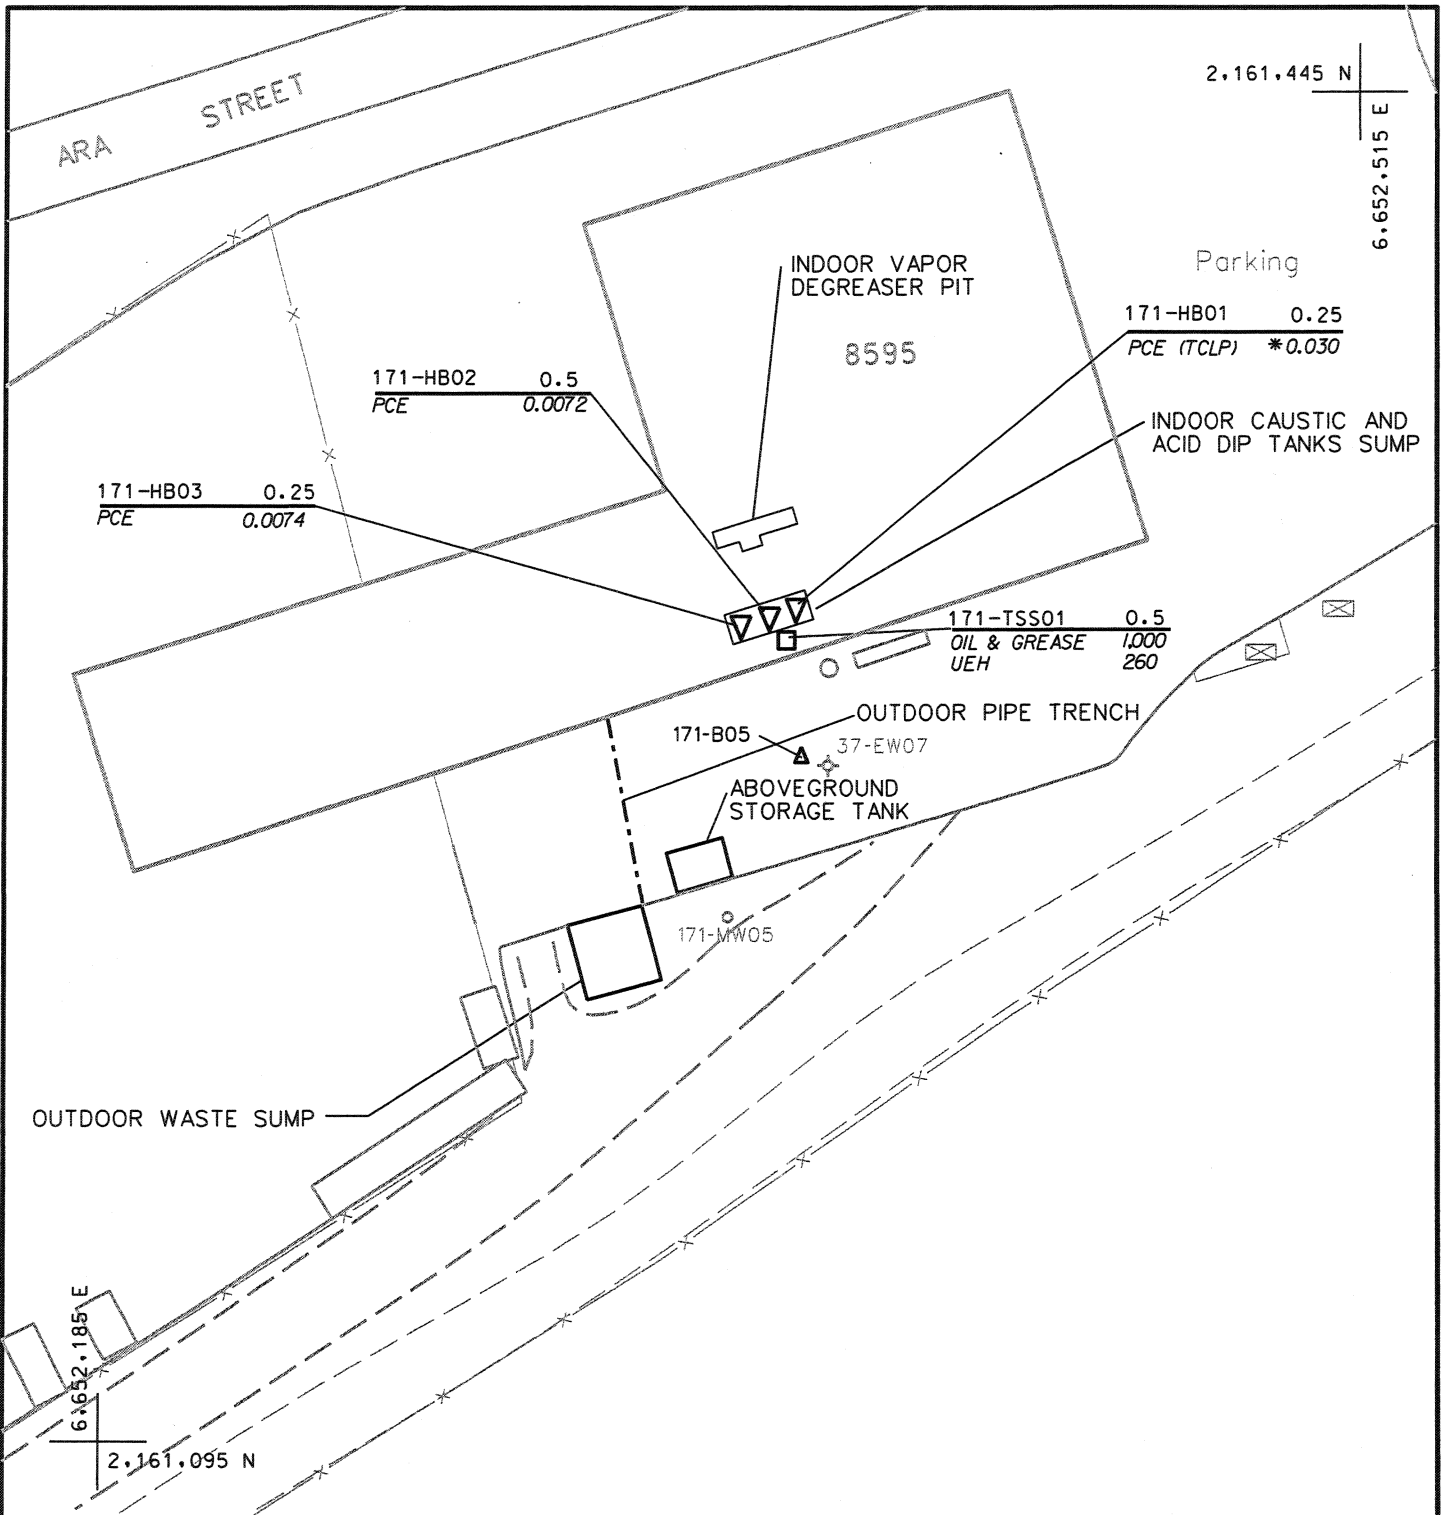 2,161,445 N
6,652,515 E
ARA STREET
Parking
INDOOR VAPOR
DEGREASER PIT
8595
171-HB01 0.25
PCE (TCLP) *0.030
171-HB02 0.5
PCE 0.0072
INDOOR CAUSTIC AND
ACID DIP TANKS SUMP
171-HB03 0.25
PCE 0.0074
171-TSS01 0.5
OIL & GREASE 1,000
UEH 260
OUTDOOR PIPE TRENCH
171-B05
37-EW07
ABOVEGROUND
STORAGE TANK
171-MW05
OUTDOOR WASTE SUMP
6,652,185 E
2,161,095 N